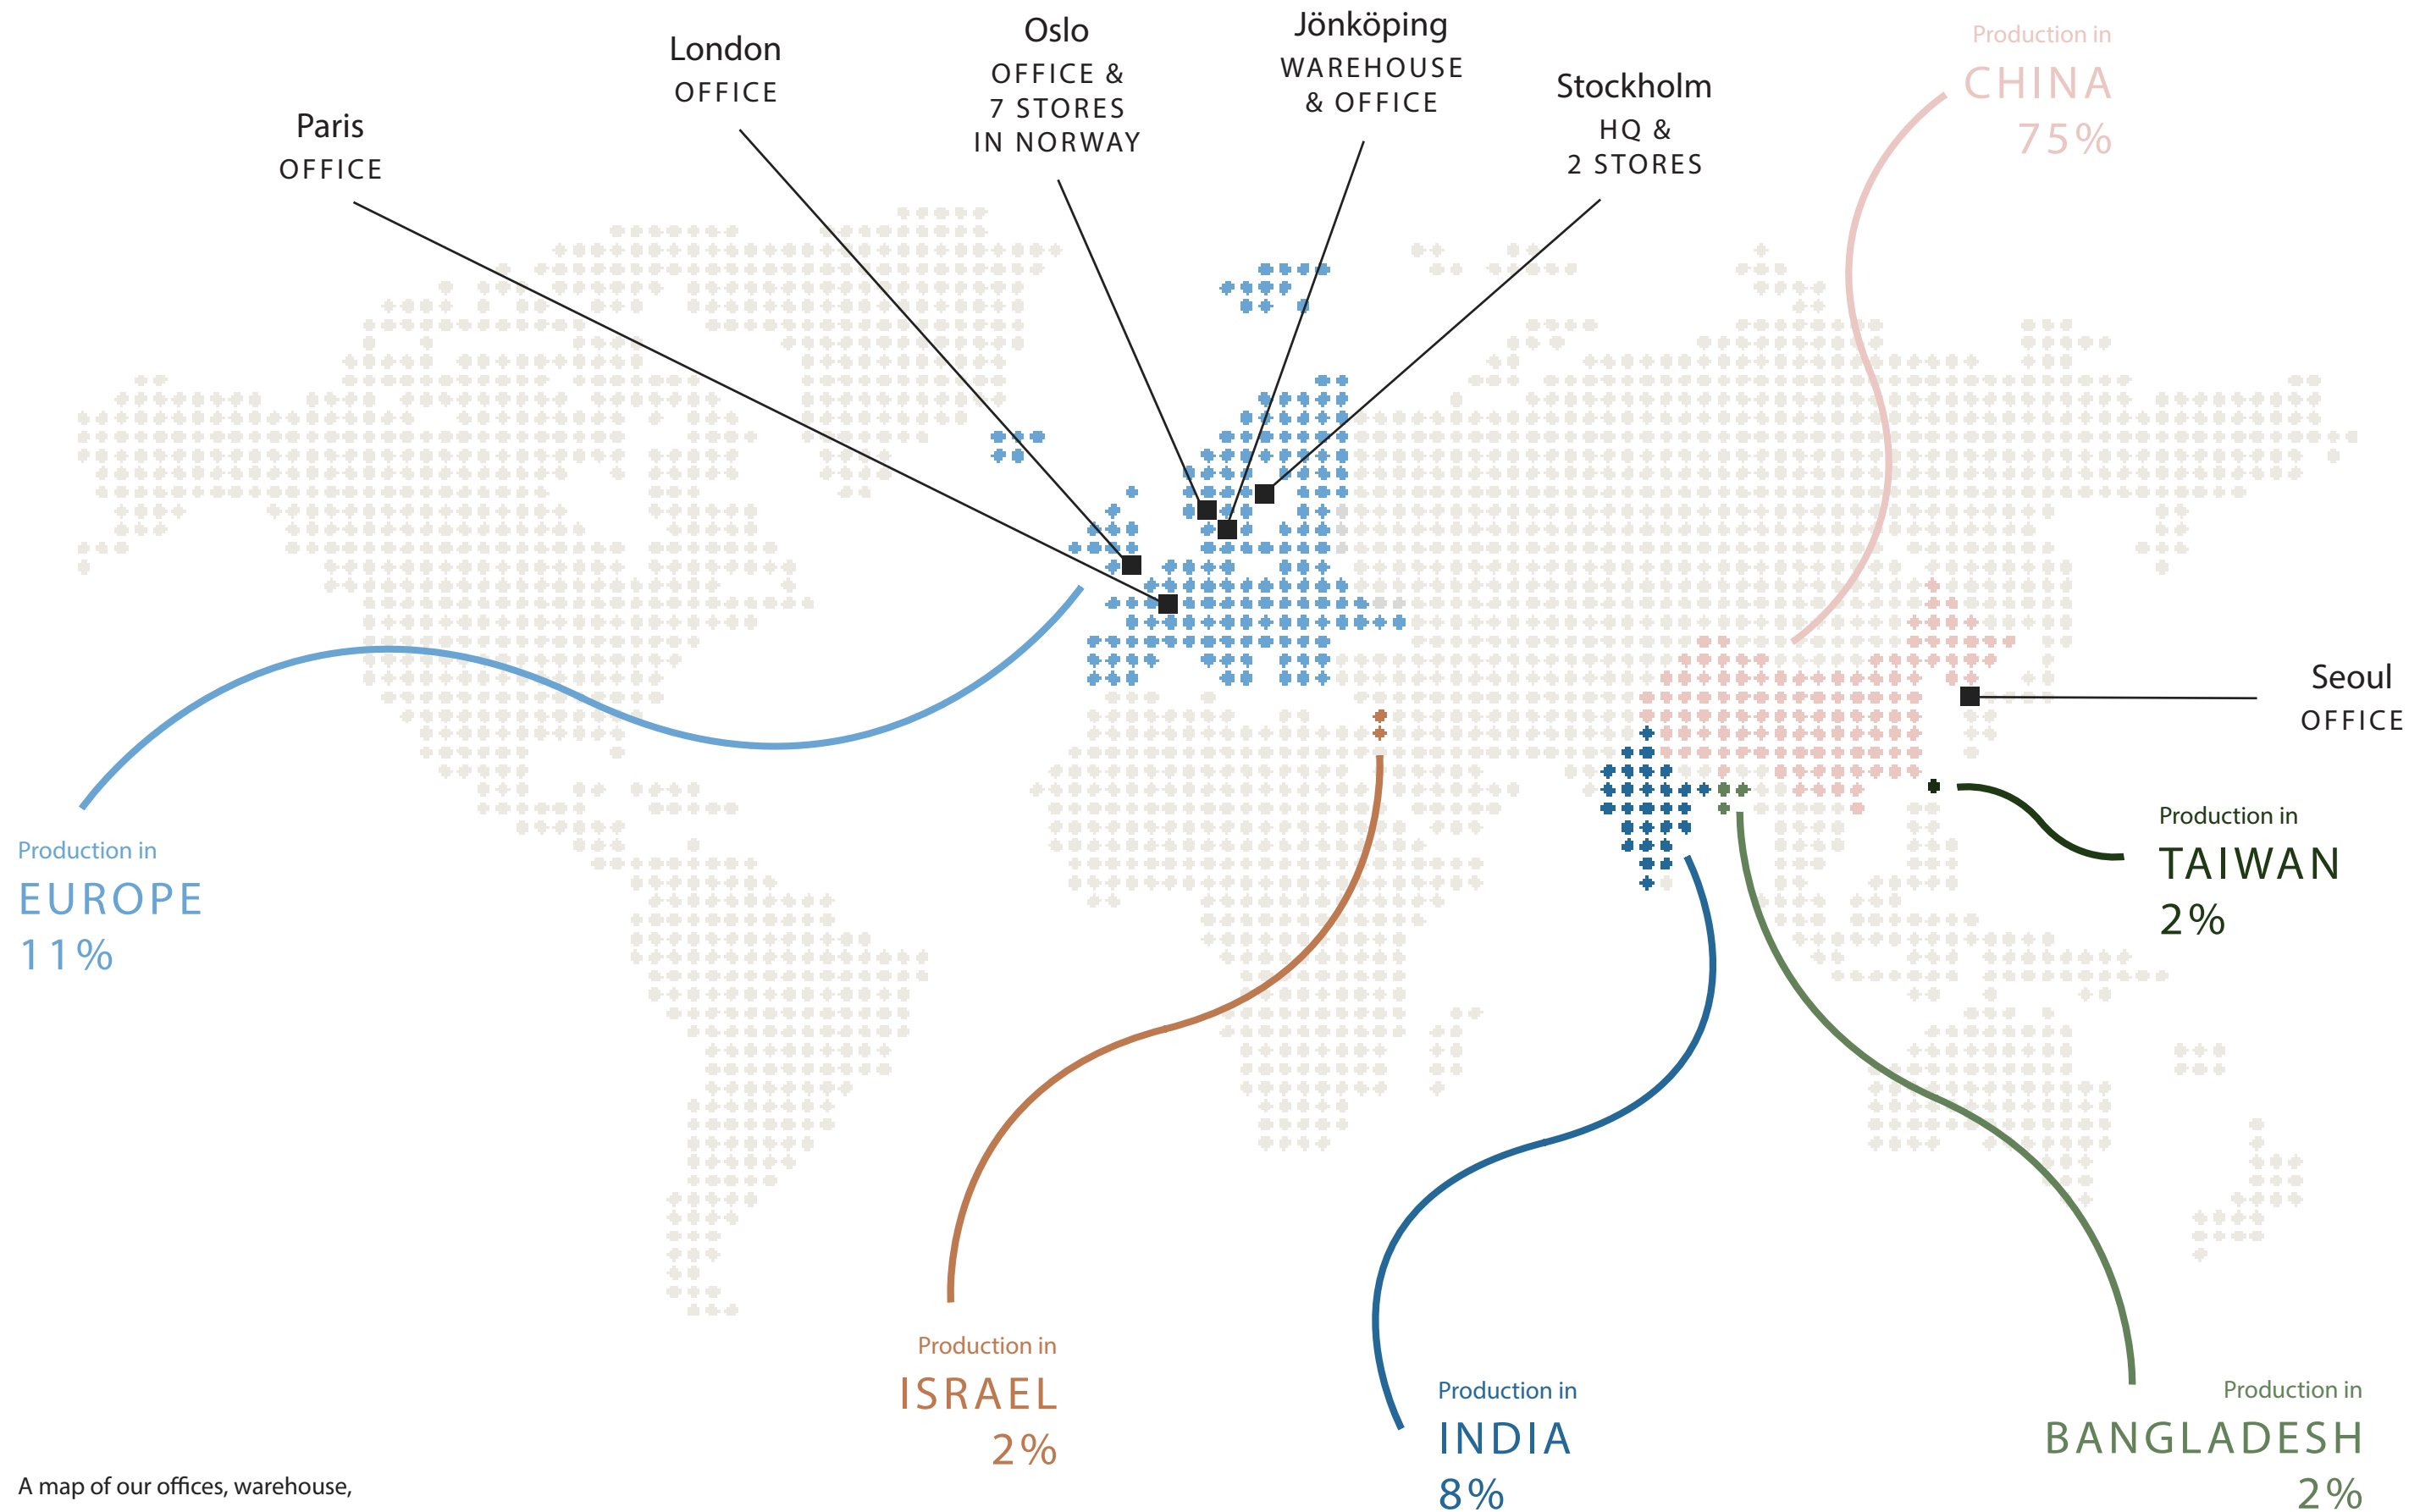 Paris
OFFICE
London
OFFICE
Oslo
OFFICE &
7 STORES
IN NORWAY
Jönköping
WAREHOUSE
& OFFICE
Stockholm
HQ &
2 STORES
Production in
CHINA
75%
Seoul
OFFICE
Production in
TAIWAN
2%
Production in
EUROPE
11%
Production in
ISRAEL
2%
Production in
INDIA
8%
Production in
BANGLADESH
2%
A map of our offices, warehouse,